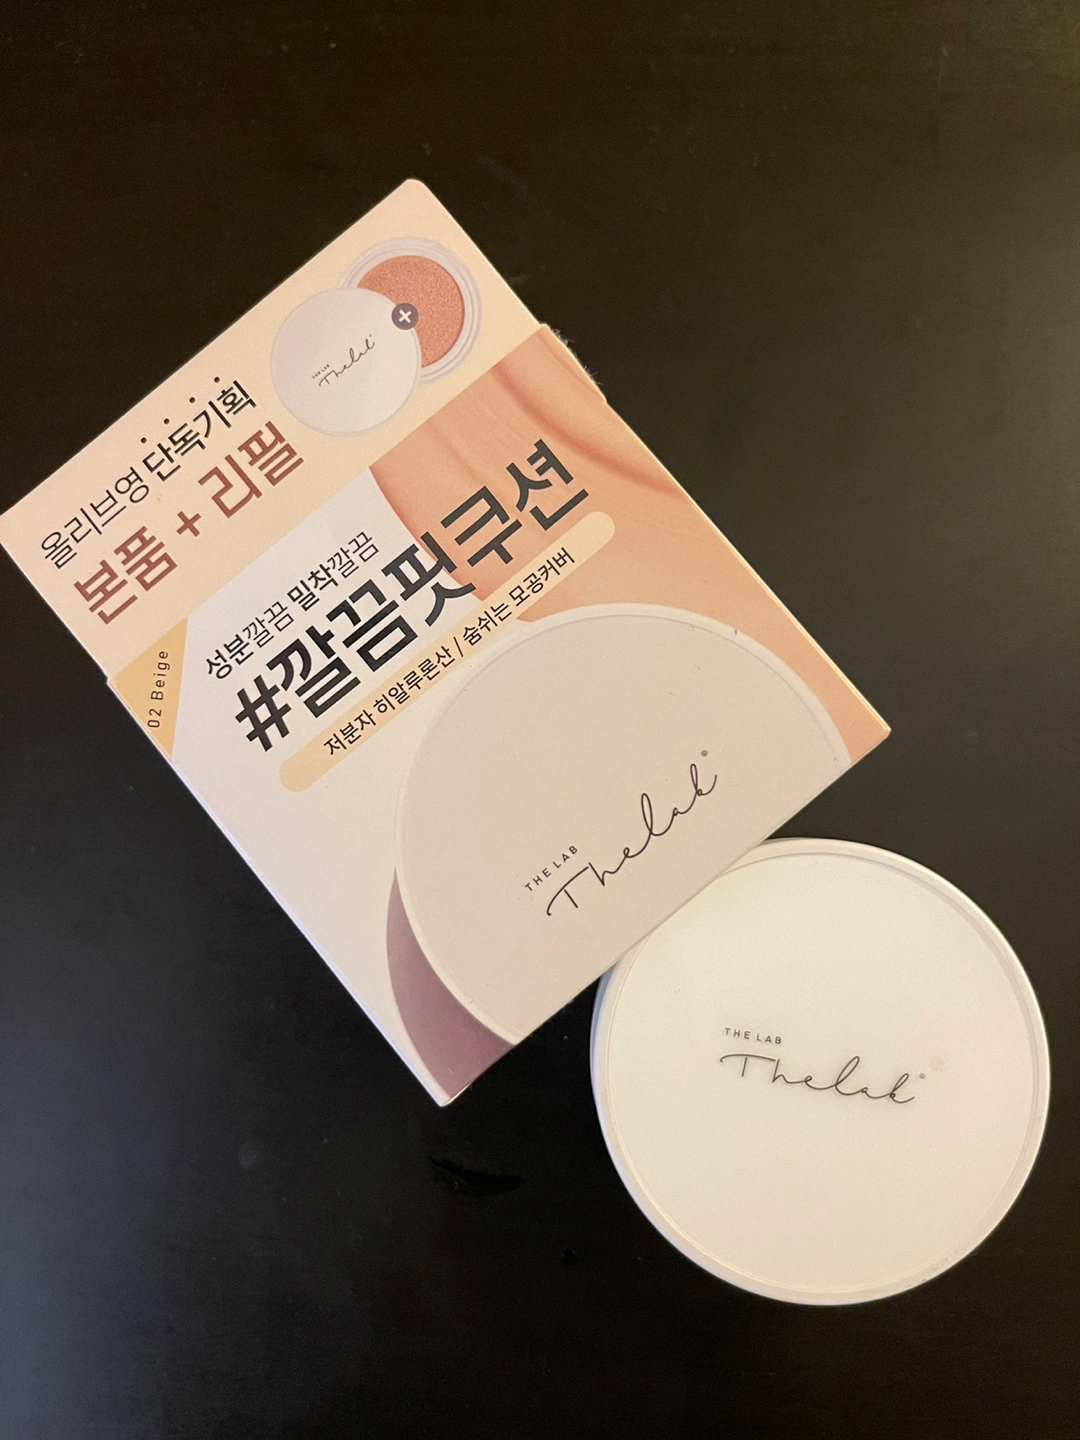 THE LAB
Thelab®
올리브영 단독기획
본품 + 리필
02 Beige
성분깔끔 밀착깔끔
#깔끔핏쿠션
저분자 히알루론산 / 숨쉬는 모공커버
THE LAB
Thelab®
THE LAB
Thelab®